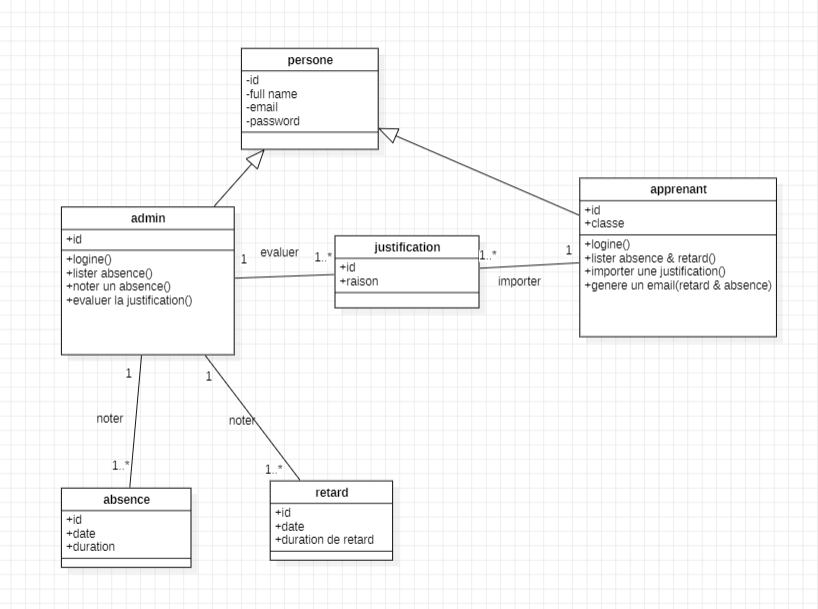 persone
-id
-full name
-email
-password
admin
+id
+logine()
+lister absence()
+noter un absence()
+evaluer la justification()
1
evaluer
1..*
justification
+id
+raison
1..*
importer
1
apprenant
+id
+classe
+logine()
+lister absence & retard()
+importer une justification()
+genere un email(retard & absence)
1
noter
1..*
1
noter
1..*
absence
+id
+date
+duration
retard
+id
+date
+duration de retard